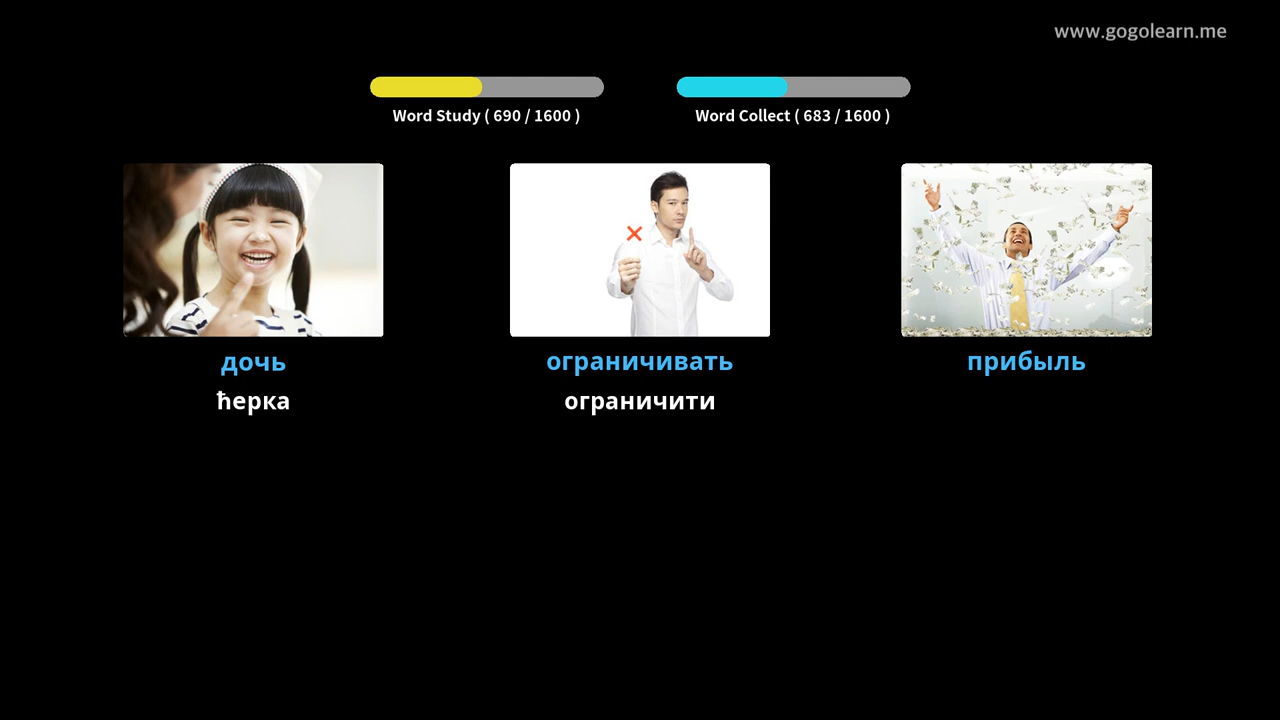 www.gogolearn.me
Word Study ( 690 / 1600 )
Word Collect ( 683 / 1600 )
дочь
ограничивать
прибыль
ћерка
ограничити